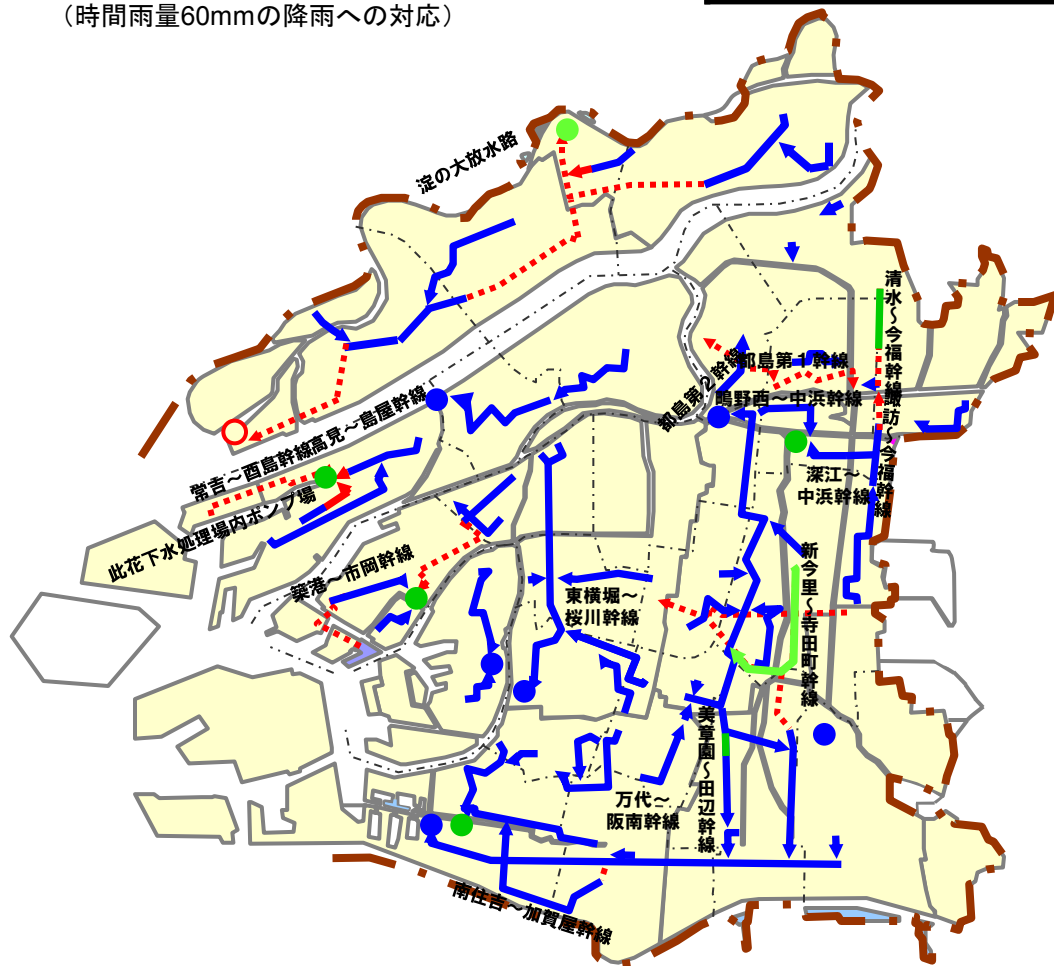 （時間雨量60mmの降雨への対応）
淀の大放水路
清水～今福幹線
都島第２幹線
都島第１幹線
鴫野西～中浜幹線
諏訪～今福幹線
高見～島屋幹線
常吉～酉島幹線
此花下水処理場内ポンプ場
深江～
中浜幹線
築港～市岡幹線
新今里～寺田町幹線
東横堀～
桜川幹線
美章園～田辺幹線
万代～
阪南幹線
南住吉～加賀屋幹線